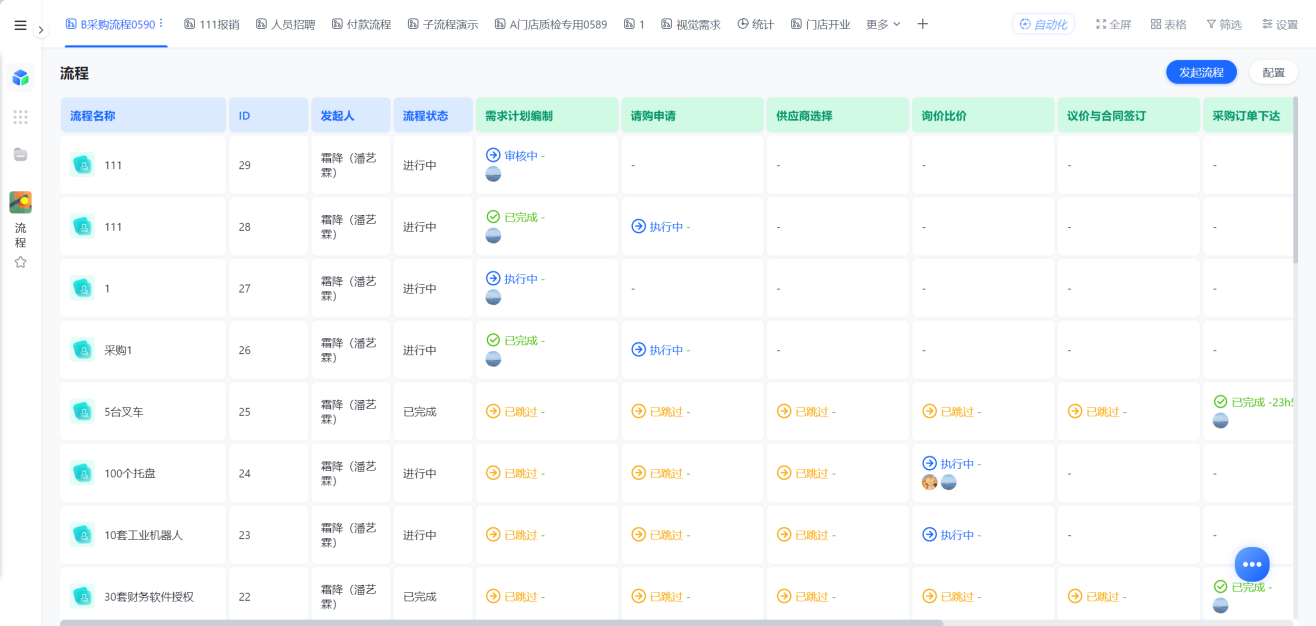 B采购流程0590 111报销 人员招聘 付款流程 子流程演示 A门店质检专用0589 1 视觉需求 统计 门店开业 更多 自动化 全屏 表格 筛选 设置
流程 发起流程 配置
流程名称 ID 发起人 流程状态 需求计划编制 请购申请 供应商选择 询价比价 议价与合同签订 采购订单下达
111 29 霜降（潘艺霖） 进行中 审核中 - - - - - -
111 28 霜降（潘艺霖） 进行中 已完成 - 执行中 - - - - -
1 27 霜降（潘艺霖） 进行中 执行中 - - - - - -
采购1 26 霜降（潘艺霖） 进行中 已完成 - 执行中 - - - - -
5台叉车 25 霜降（潘艺霖） 已完成 已跳过 - 已跳过 - 已跳过 - 已跳过 - 已跳过 - 已完成 -23h5
100个托盘 24 霜降（潘艺霖） 进行中 已跳过 - 已跳过 - 已跳过 - 执行中 - - -
10套工业机器人 23 霜降（潘艺霖） 进行中 已跳过 - 已跳过 - 已跳过 - 执行中 - - -
30套财务软件授权 22 霜降（潘艺霖） 已完成 已跳过 - 已跳过 - 已跳过 - 已跳过 - 已跳过 - 已完成 -
流
程